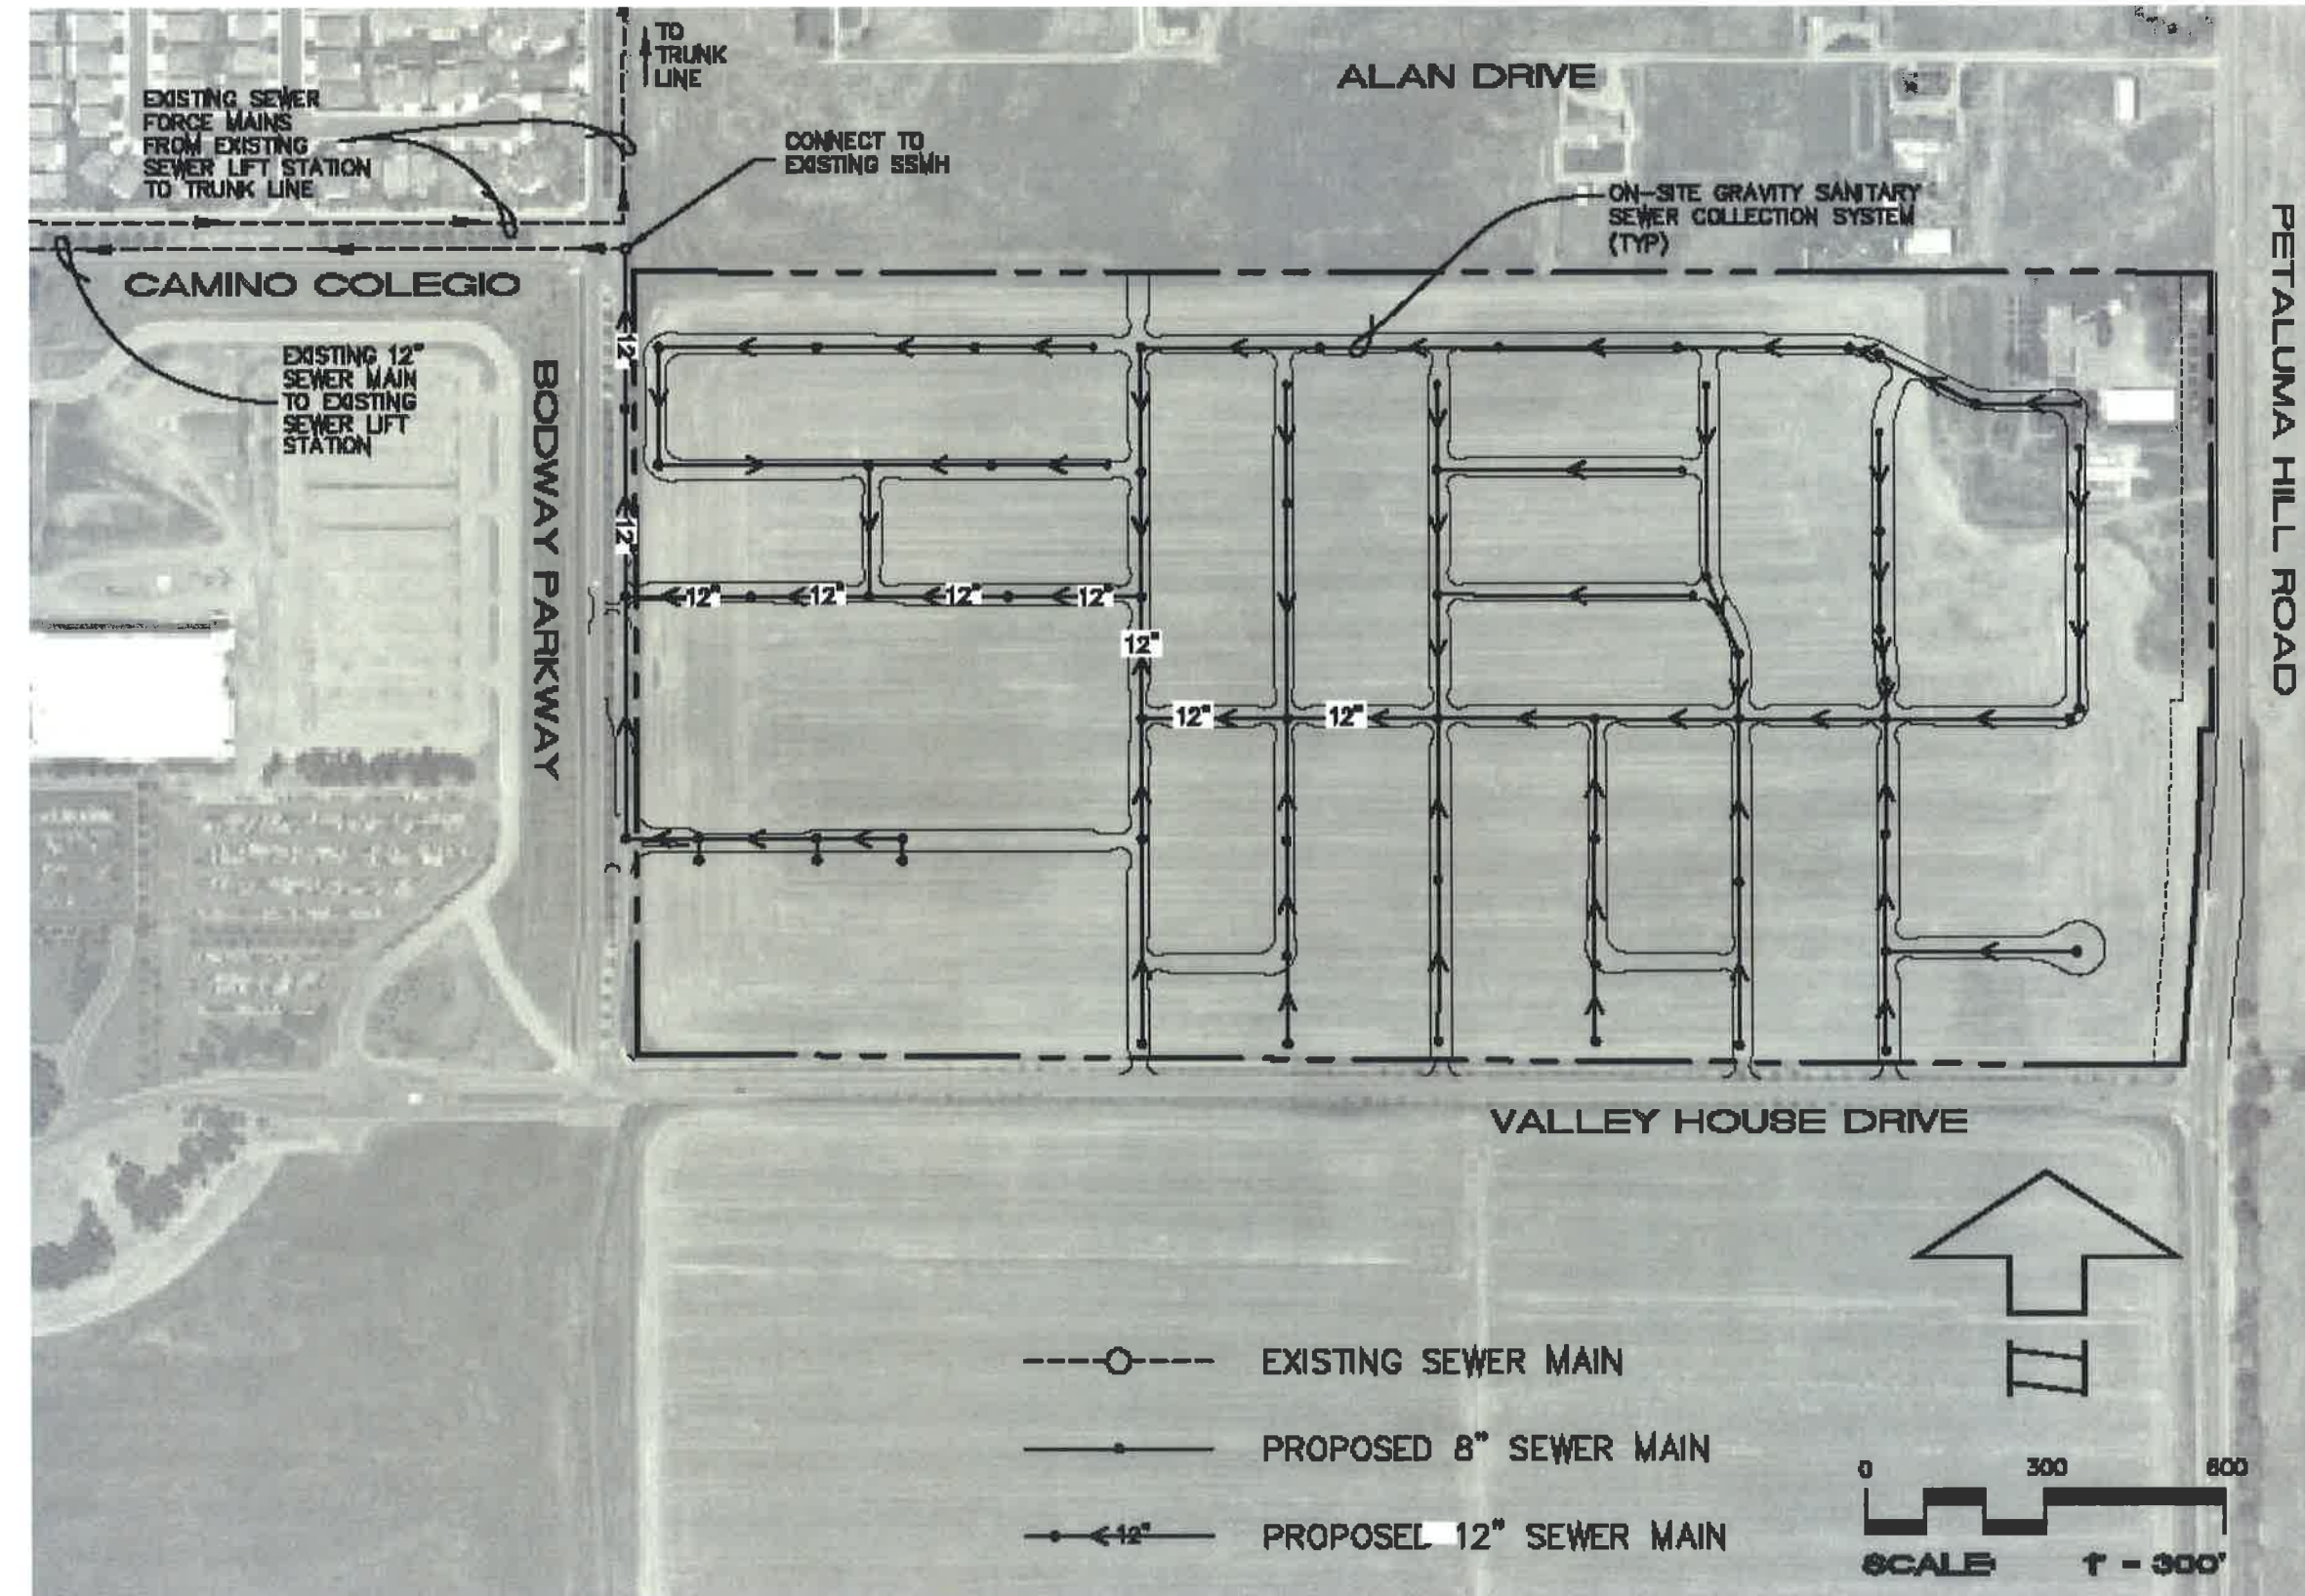 TO
TRUNK
LINE
ALAN DRIVE
EXISTING SEWER
FORCE MAINS
FROM EXISTING
SEWER LIFT STATION
TO TRUNK LINE
CONNECT TO
EXISTING SSMH
ON-SITE GRAVITY SANITARY
SEWER COLLECTION SYSTEM
(TYP)
CAMINO COLEGIO
PETALUMA HILL ROAD
EXISTING 12"
SEWER MAIN
TO EXISTING
SEWER LIFT
STATION
BODWAY PARKWAY
12"
12"
12"
12"
12"
12"
12"
12"
12"
VALLEY HOUSE DRIVE
EXISTING SEWER MAIN
PROPOSED 8" SEWER MAIN
12"
PROPOSED 12" SEWER MAIN
N
0 300 600
SCALE 1" = 300'